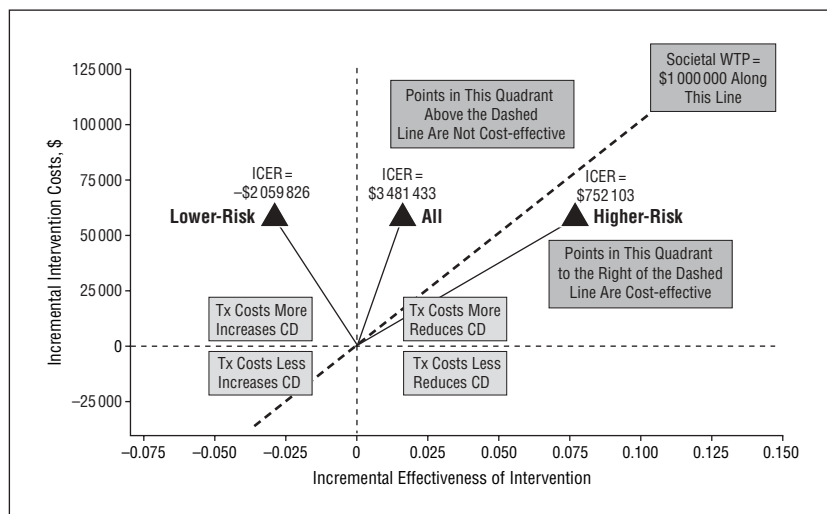 Societal WTP =
$1 000 000 Along
This Line
Points in This Quadrant
Above the Dashed
Line Are Not Cost-effective
ICER =
–$2 059 826
Lower-Risk
ICER =
$3 481 433
All
ICER =
$752 103
Higher-Risk
Points in This Quadrant
to the Right of the Dashed
Line Are Cost-effective
Tx Costs More
Increases CD
Tx Costs More
Reduces CD
Tx Costs Less
Increases CD
Tx Costs Less
Reduces CD
Incremental Intervention Costs, $
125 000
100 000
75 000
50 000
25 000
0
–25 000
–0.075
–0.050
–0.025
0
0.025
0.050
0.075
0.100
0.125
0.150
Incremental Effectiveness of Intervention